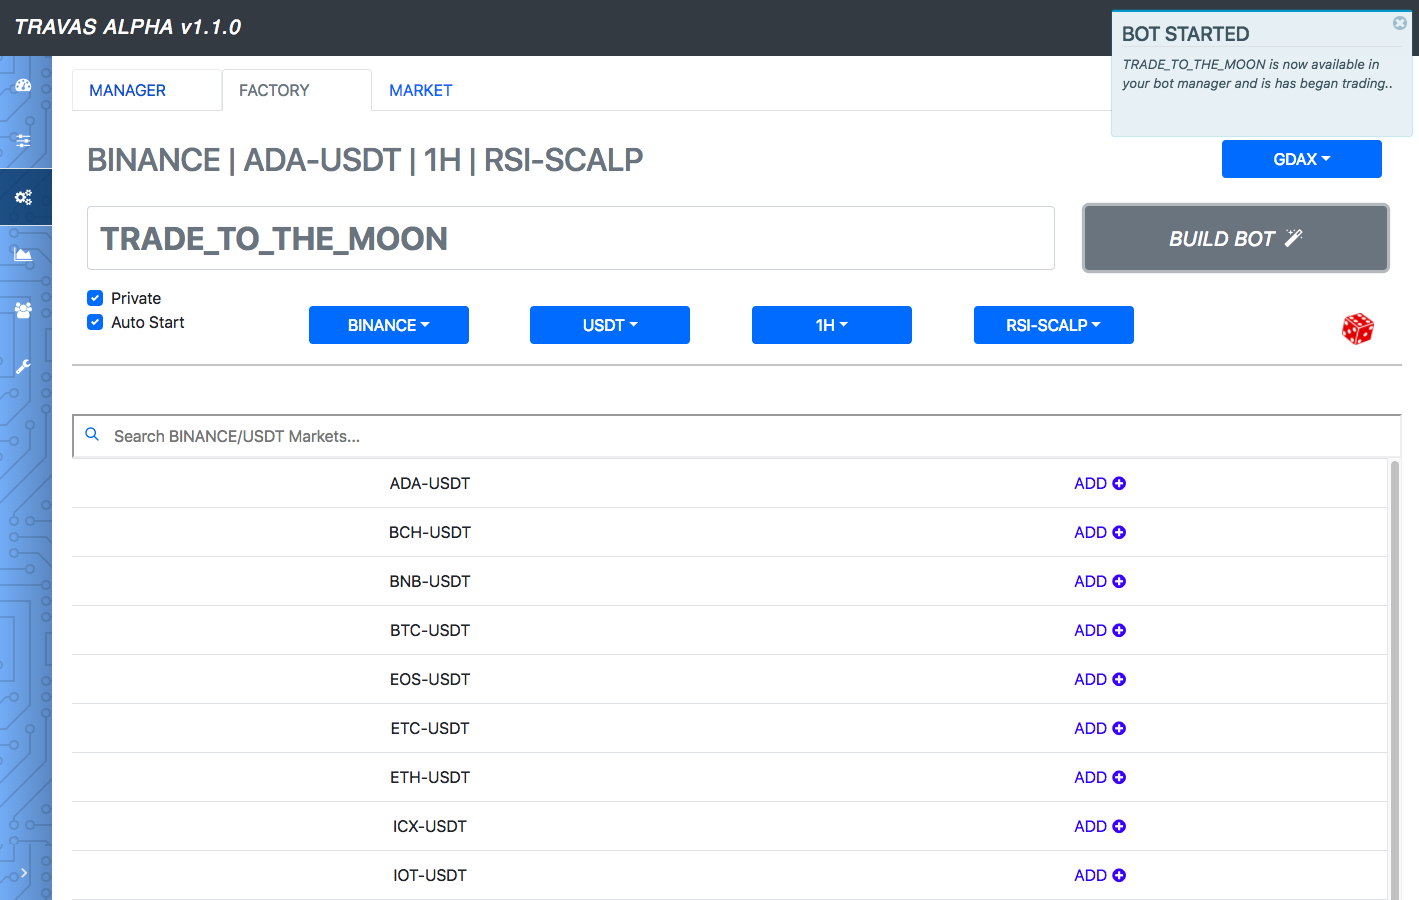 TRAVAS ALPHA v1.1.0
BOT STARTED
TRADE_TO_THE_MOON is now available in
your bot manager and is has began trading..
MANAGER
FACTORY
MARKET
BINANCE | ADA-USDT | 1H | RSI-SCALP
GDAX
TRADE_TO_THE_MOON
BUILD BOT
Private
Auto Start
BINANCE
USDT
1H
RSI-SCALP
Search BINANCE/USDT Markets...
ADA-USDT ADD
BCH-USDT ADD
BNB-USDT ADD
BTC-USDT ADD
EOS-USDT ADD
ETC-USDT ADD
ETH-USDT ADD
ICX-USDT ADD
IOT-USDT ADD